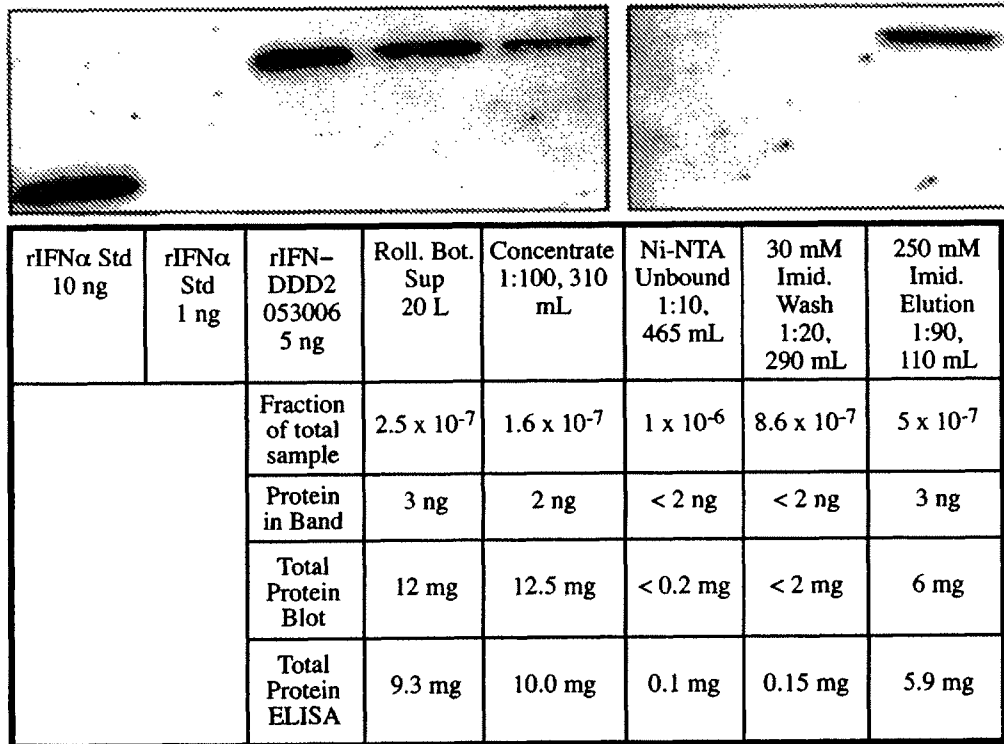 rIFNα Std
10 ng
rIFNα
Std
1 ng
rIFN–
DDD2
053006
5 ng
Roll. Bot.
Sup
20 L
Concentrate
1:100, 310
mL
Ni-NTA
Unbound
1:10,
465 mL
30 mM
Imid.
Wash
1:20,
290 mL
250 mM
Imid.
Elution
1:90,
110 mL
Fraction
of total
sample
2.5 x 10-7
1.6 x 10-7
1 x 10-6
8.6 x 10-7
5 x 10-7
Protein
in Band
3 ng
2 ng
< 2 ng
< 2 ng
3 ng
Total
Protein
Blot
12 mg
12.5 mg
< 0.2 mg
< 2 mg
6 mg
Total
Protein
ELISA
9.3 mg
10.0 mg
0.1 mg
0.15 mg
5.9 mg